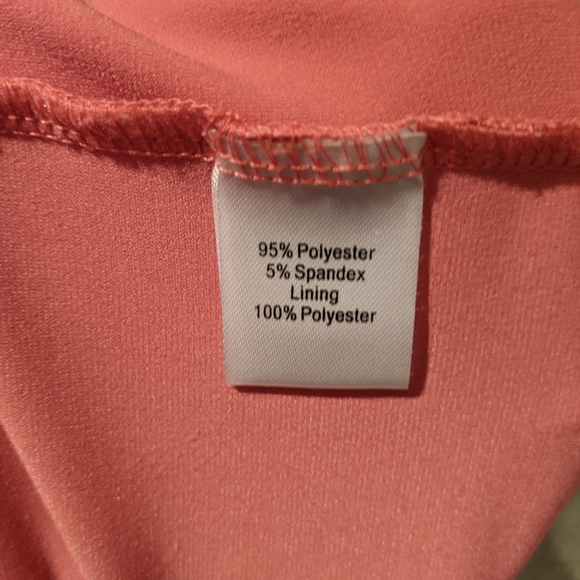 95% Polyester
5% Spandex
Lining
100% Polyester